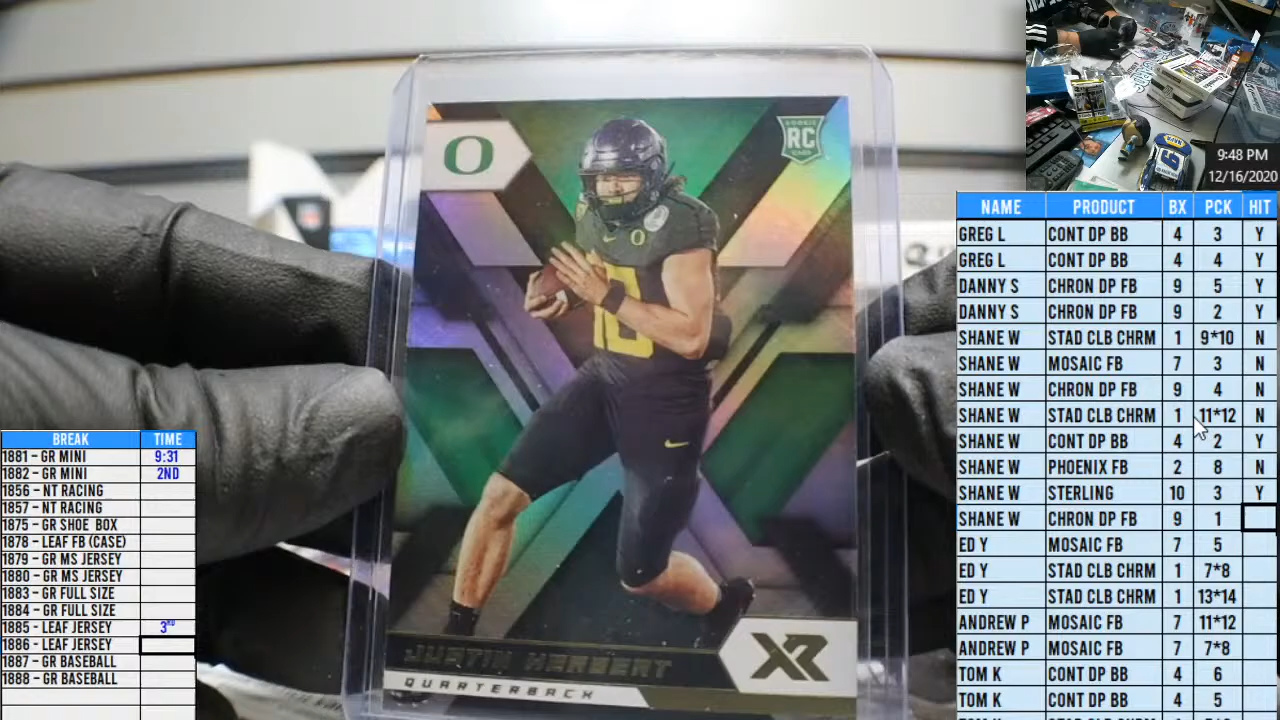 9:48 PM
12/16/2020
O
ROOKIE
RC
CARD
10
JUSTIN HERBERT
QUARTERBACK
XR
BREAK TIME
1881 - GR MINI 9:31
1882 - GR MINI 2ND
1856 - NT RACING
1857 - NT RACING
1875 - GR SHOE BOX
1878 - LEAF FB (CASE)
1879 - GR MS JERSEY
1880 - GR MS JERSEY
1883 - GR FULL SIZE
1884 - GR FULL SIZE
1885 - LEAF JERSEY 3RD
1886 - LEAF JERSEY
1887 - GR BASEBALL
1888 - GR BASEBALL
NAME PRODUCT BX PCK HIT
GREG L CONT DP BB 4 3 Y
GREG L CONT DP BB 4 4 Y
DANNY S CHRON DP FB 9 5 Y
DANNY S CHRON DP FB 9 2 Y
SHANE W STAD CLB CHRM 1 9*10 N
SHANE W MOSAIC FB 7 3 N
SHANE W CHRON DP FB 9 4 N
SHANE W STAD CLB CHRM 1 11*12 N
SHANE W CONT DP BB 4 2 Y
SHANE W PHOENIX FB 2 8 N
SHANE W STERLING 10 3 Y
SHANE W CHRON DP FB 9 1
ED Y MOSAIC FB 7 5
ED Y STAD CLB CHRM 1 7*8
ED Y STAD CLB CHRM 1 13*14
ANDREW P MOSAIC FB 7 11*12
ANDREW P MOSAIC FB 7 7*8
TOM K CONT DP BB 4 6
TOM K CONT DP BB 4 5